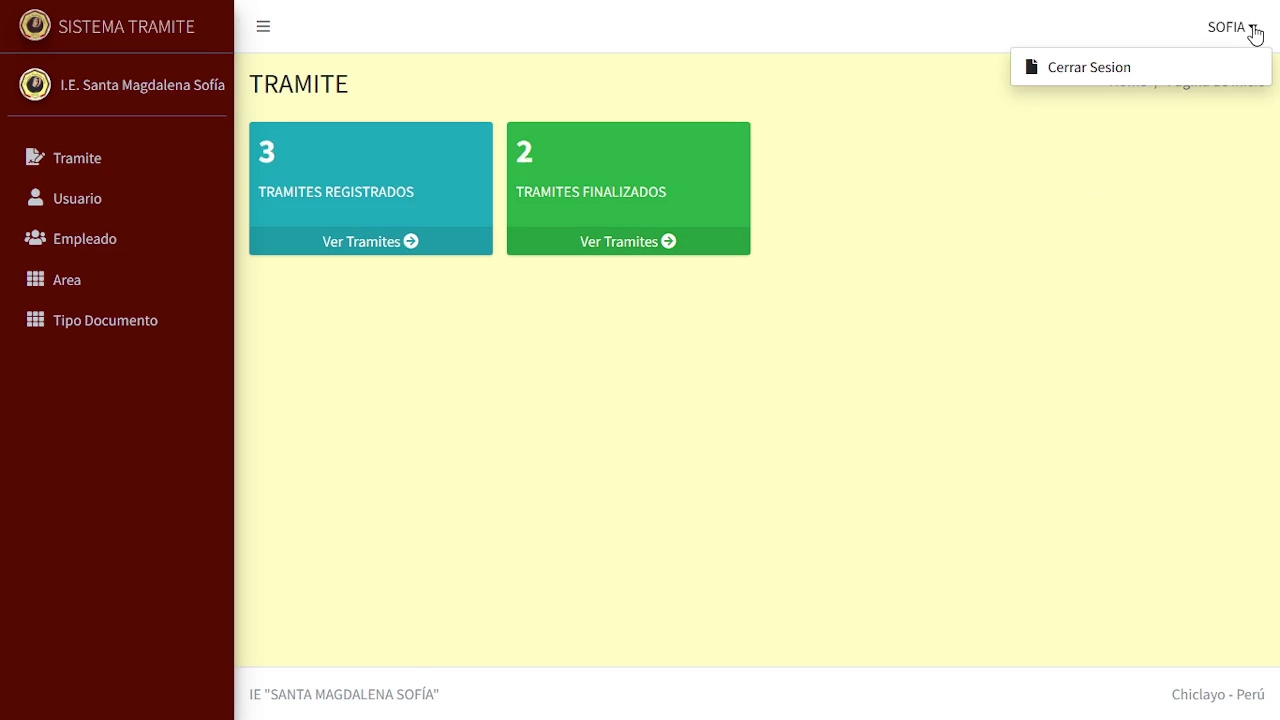 SISTEMA TRAMITE
SOFIA
Cerrar Sesion
I.E. Santa Magdalena Sofía
TRAMITE
Tramite
Usuario
Empleado
Area
Tipo Documento
3
TRAMITES REGISTRADOS
Ver Tramites
2
TRAMITES FINALIZADOS
Ver Tramites
IE "SANTA MAGDALENA SOFÍA"
Chiclayo - Perú